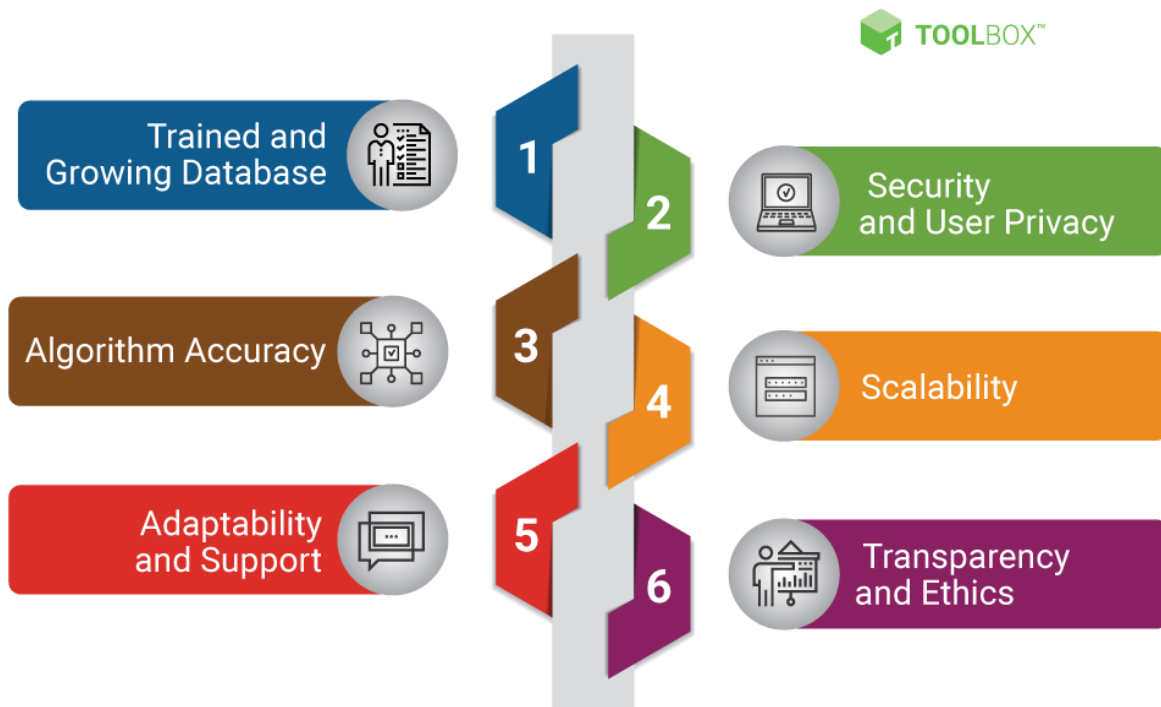 TOOLBOX™
1
Trained and
Growing Database
2
Security
and User Privacy
3
Algorithm Accuracy
4
Scalability
5
Adaptability
and Support
6
Transparency
and Ethics